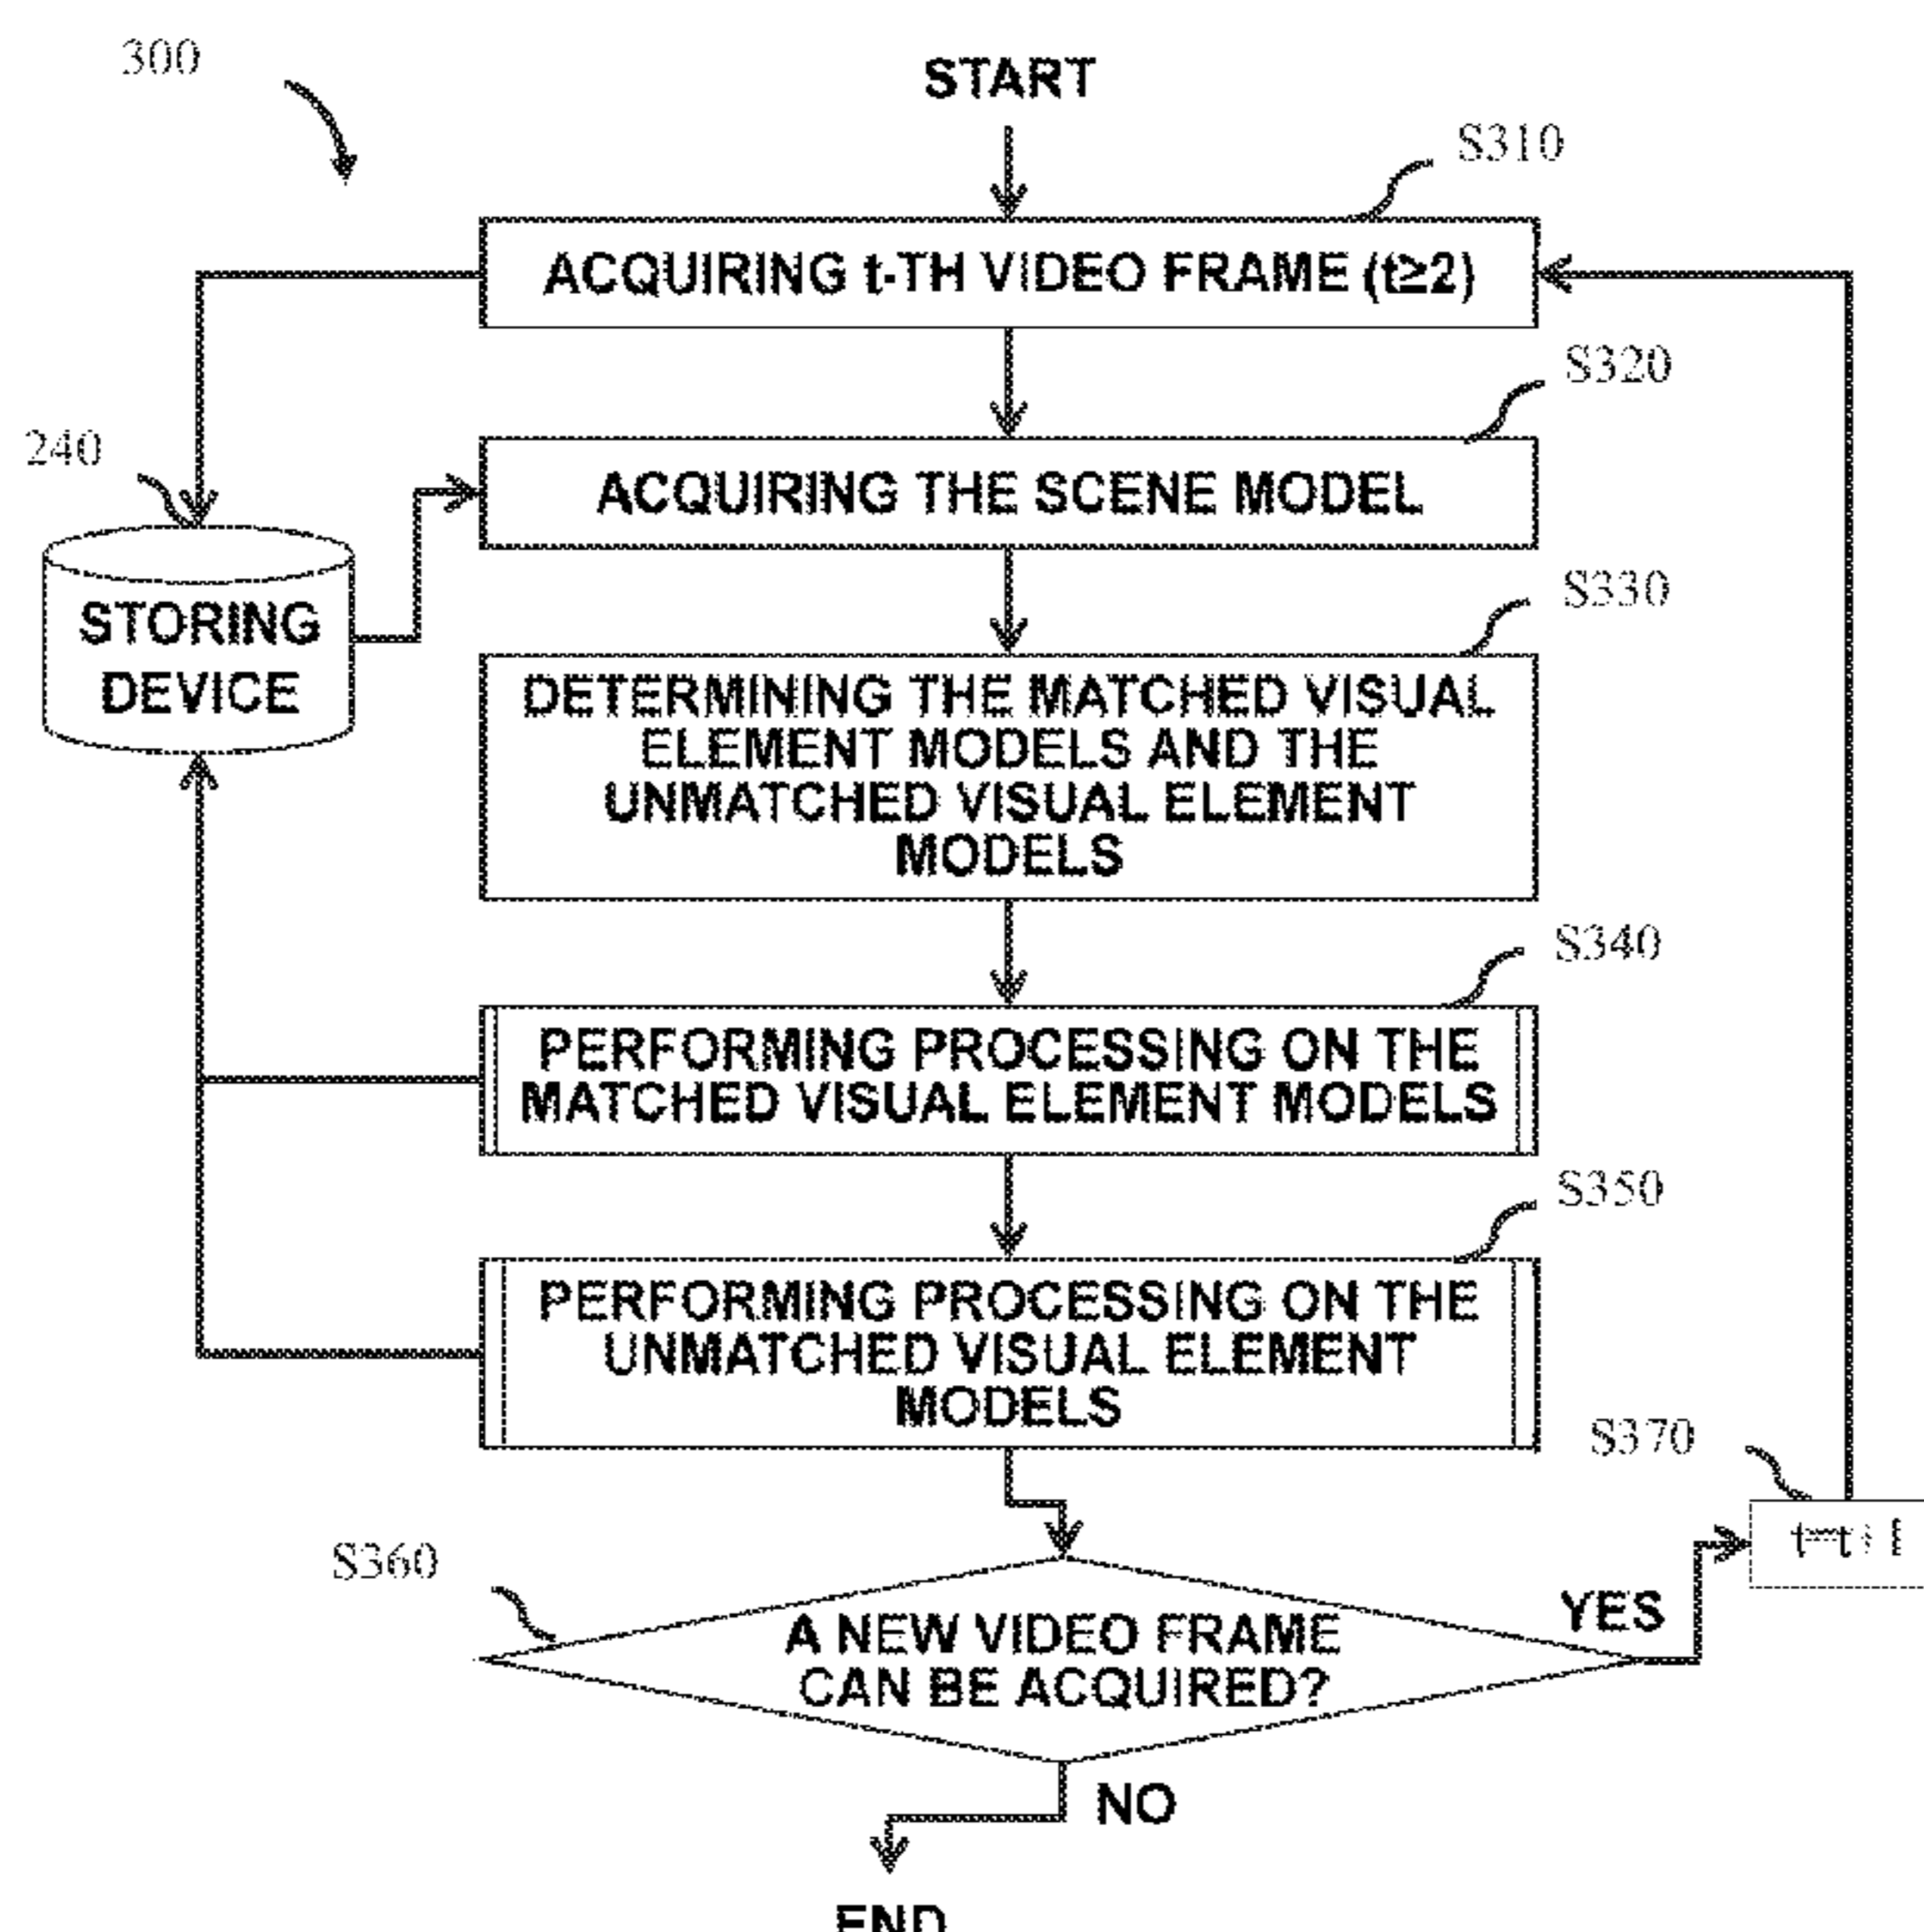 300
START
S310
ACQUIRING t-TH VIDEO FRAME (t≥2)
S320
240
ACQUIRING THE SCENE MODEL
STORING
DEVICE
S330
DETERMINING THE MATCHED VISUAL
ELEMENT MODELS AND THE
UNMATCHED VISUAL ELEMENT
MODELS
S340
PERFORMING PROCESSING ON THE
MATCHED VISUAL ELEMENT MODELS
S350
PERFORMING PROCESSING ON THE
UNMATCHED VISUAL ELEMENT
MODELS
S370
t=t+1
S360
YES
A NEW VIDEO FRAME
CAN BE ACQUIRED?
NO
END